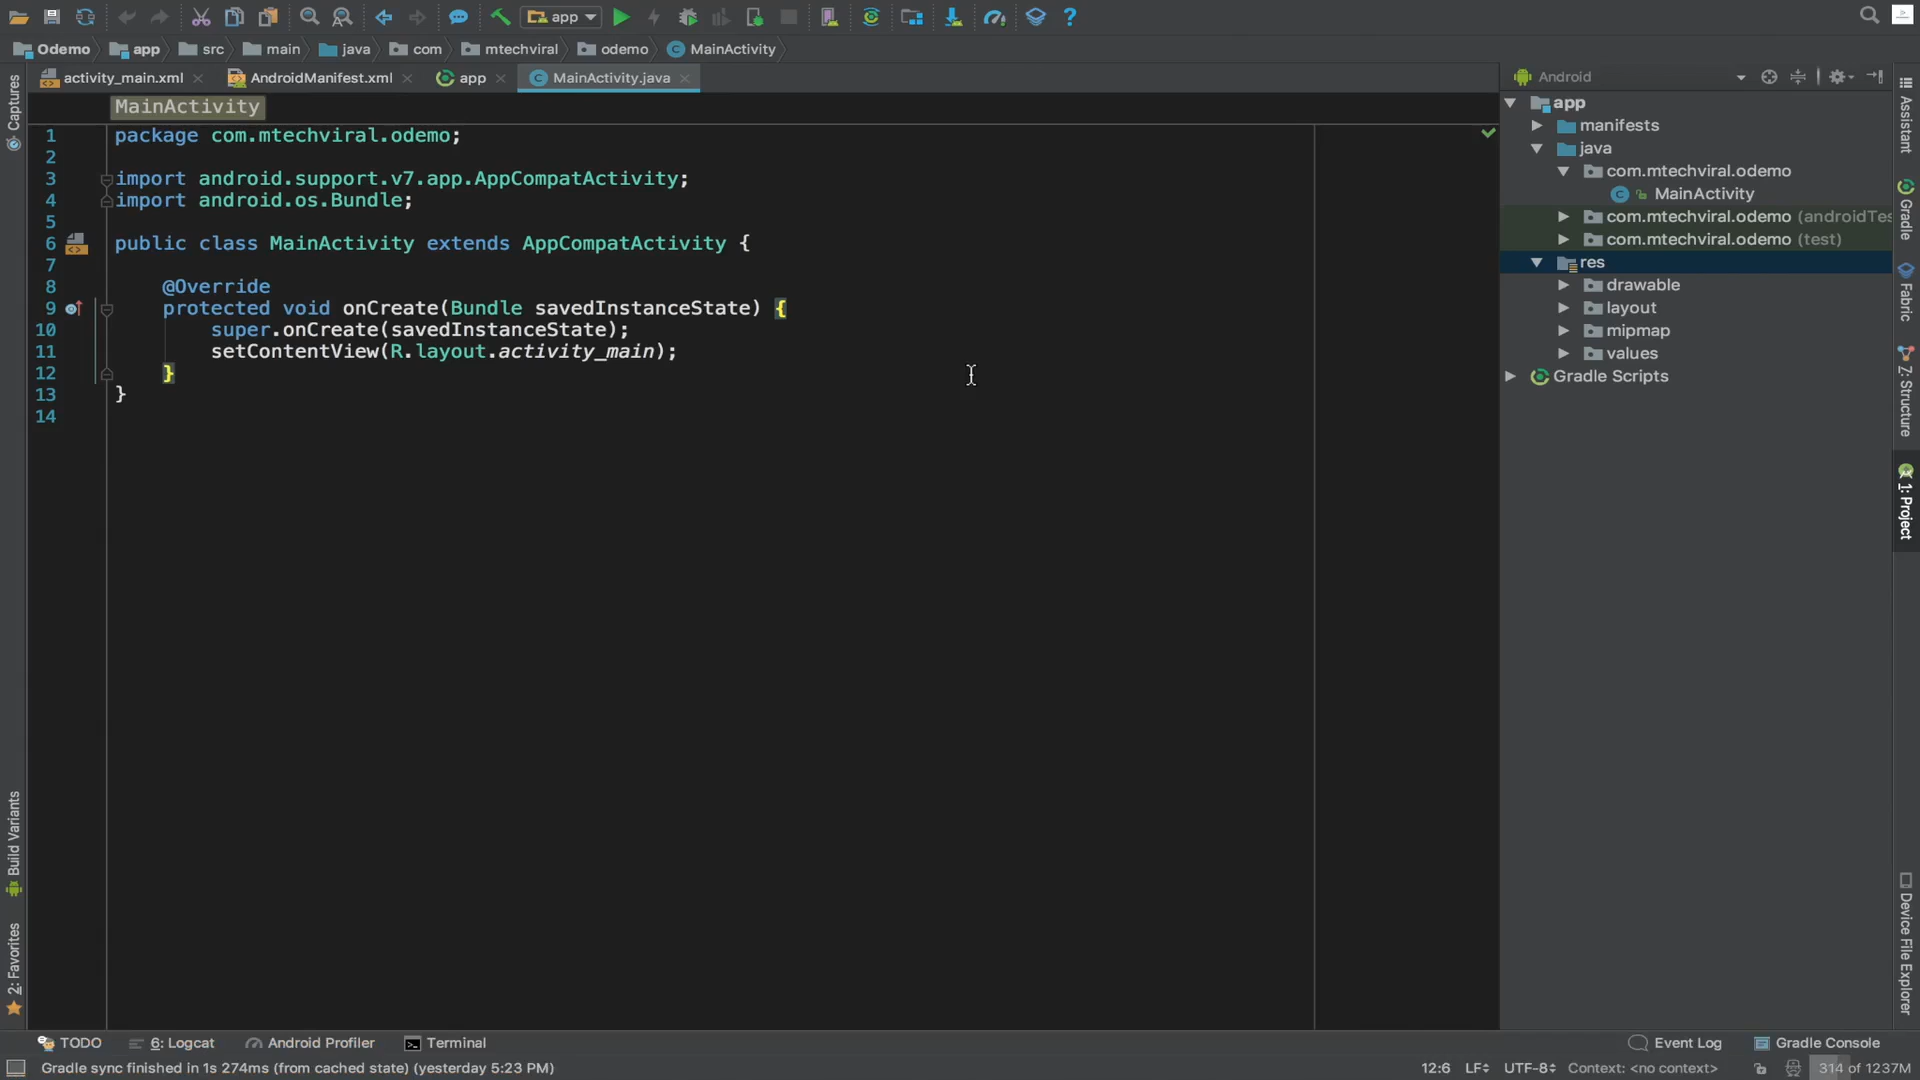 app
Odemo app src main java com mtechviral odemo MainActivity
activity_main.xml AndroidManifest.xml app MainActivity.java
MainActivity
1 package com.mtechviral.odemo;
2
3 import android.support.v7.app.AppCompatActivity;
4 import android.os.Bundle;
5
6 public class MainActivity extends AppCompatActivity {
7
8 @Override
9 protected void onCreate(Bundle savedInstanceState) {
10 super.onCreate(savedInstanceState);
11 setContentView(R.layout.activity_main);
12 }
13 }
14
Captures
Build Variants
2: Favorites
Android
app
manifests
java
com.mtechviral.odemo
MainActivity
com.mtechviral.odemo (androidTes
com.mtechviral.odemo (test)
res
drawable
layout
mipmap
values
Gradle Scripts
Assistant
Gradle
Fabric
Z: Structure
1: Project
Device File Explorer
TODO 6: Logcat Android Profiler Terminal Event Log Gradle Console
Gradle sync finished in 1s 274ms (from cached state) (yesterday 5:23 PM) 12:6 LF UTF-8 Context: <no context> 314 of 1237M